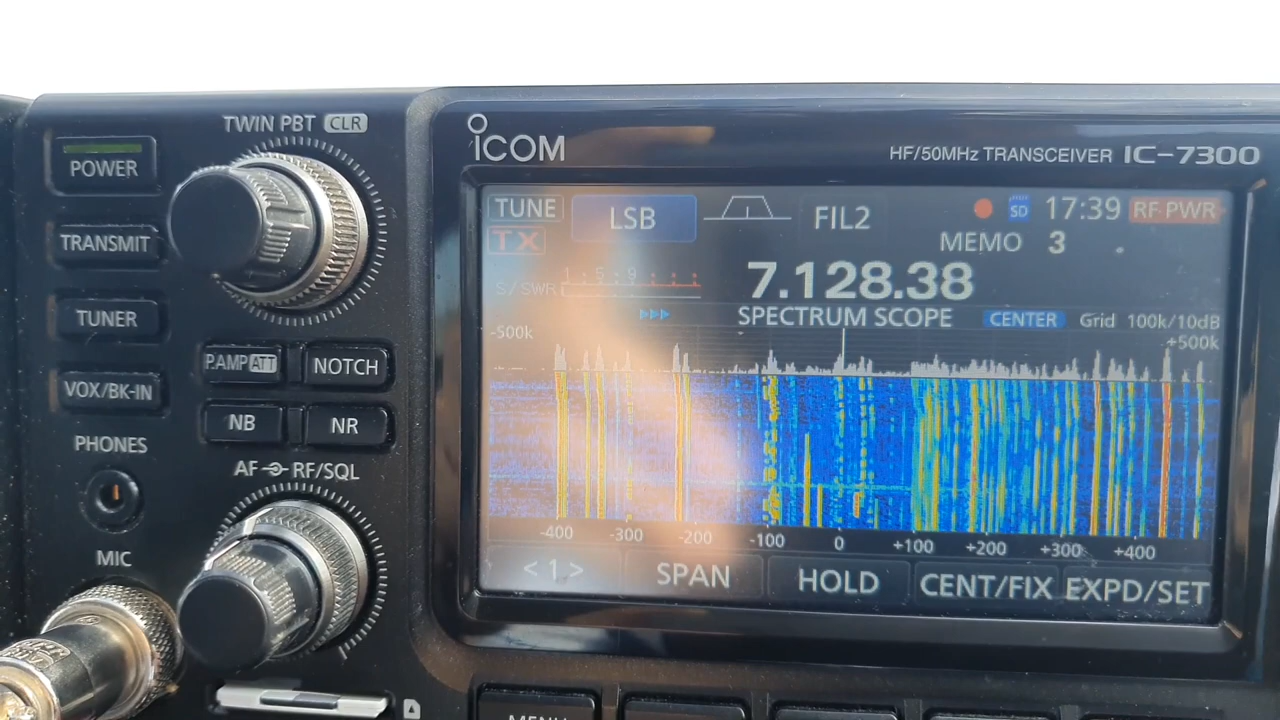 TWIN PBT CLR
POWER
TRANSMIT
TUNER
VOX/BK-IN
P.AMP ATT
NOTCH
NB
NR
PHONES
AF RF/SQL
MIC
ICOM
HF/50MHz TRANSCEIVER IC-7300
TUNE LSB FIL2 SD 17:39 RF PWR
TX MEMO 3
S/SWR 1 5 9 7.128.38
SPECTRUM SCOPE CENTER Grid 100k/10dB
-500k +500k
-400 -300 -200 -100 0 +100 +200 +300 +400
<1> SPAN HOLD CENT/FIX EXPD/SET
MENU